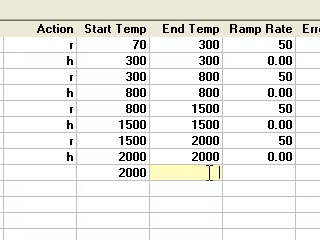 Action Start Temp End Temp Ramp Rate
r 70 300 50
h 300 300 0.00
r 300 800 50
h 800 800 0.00
r 800 1500 50
h 1500 1500 0.00
r 1500 2000 50
h 2000 2000 0.00
2000